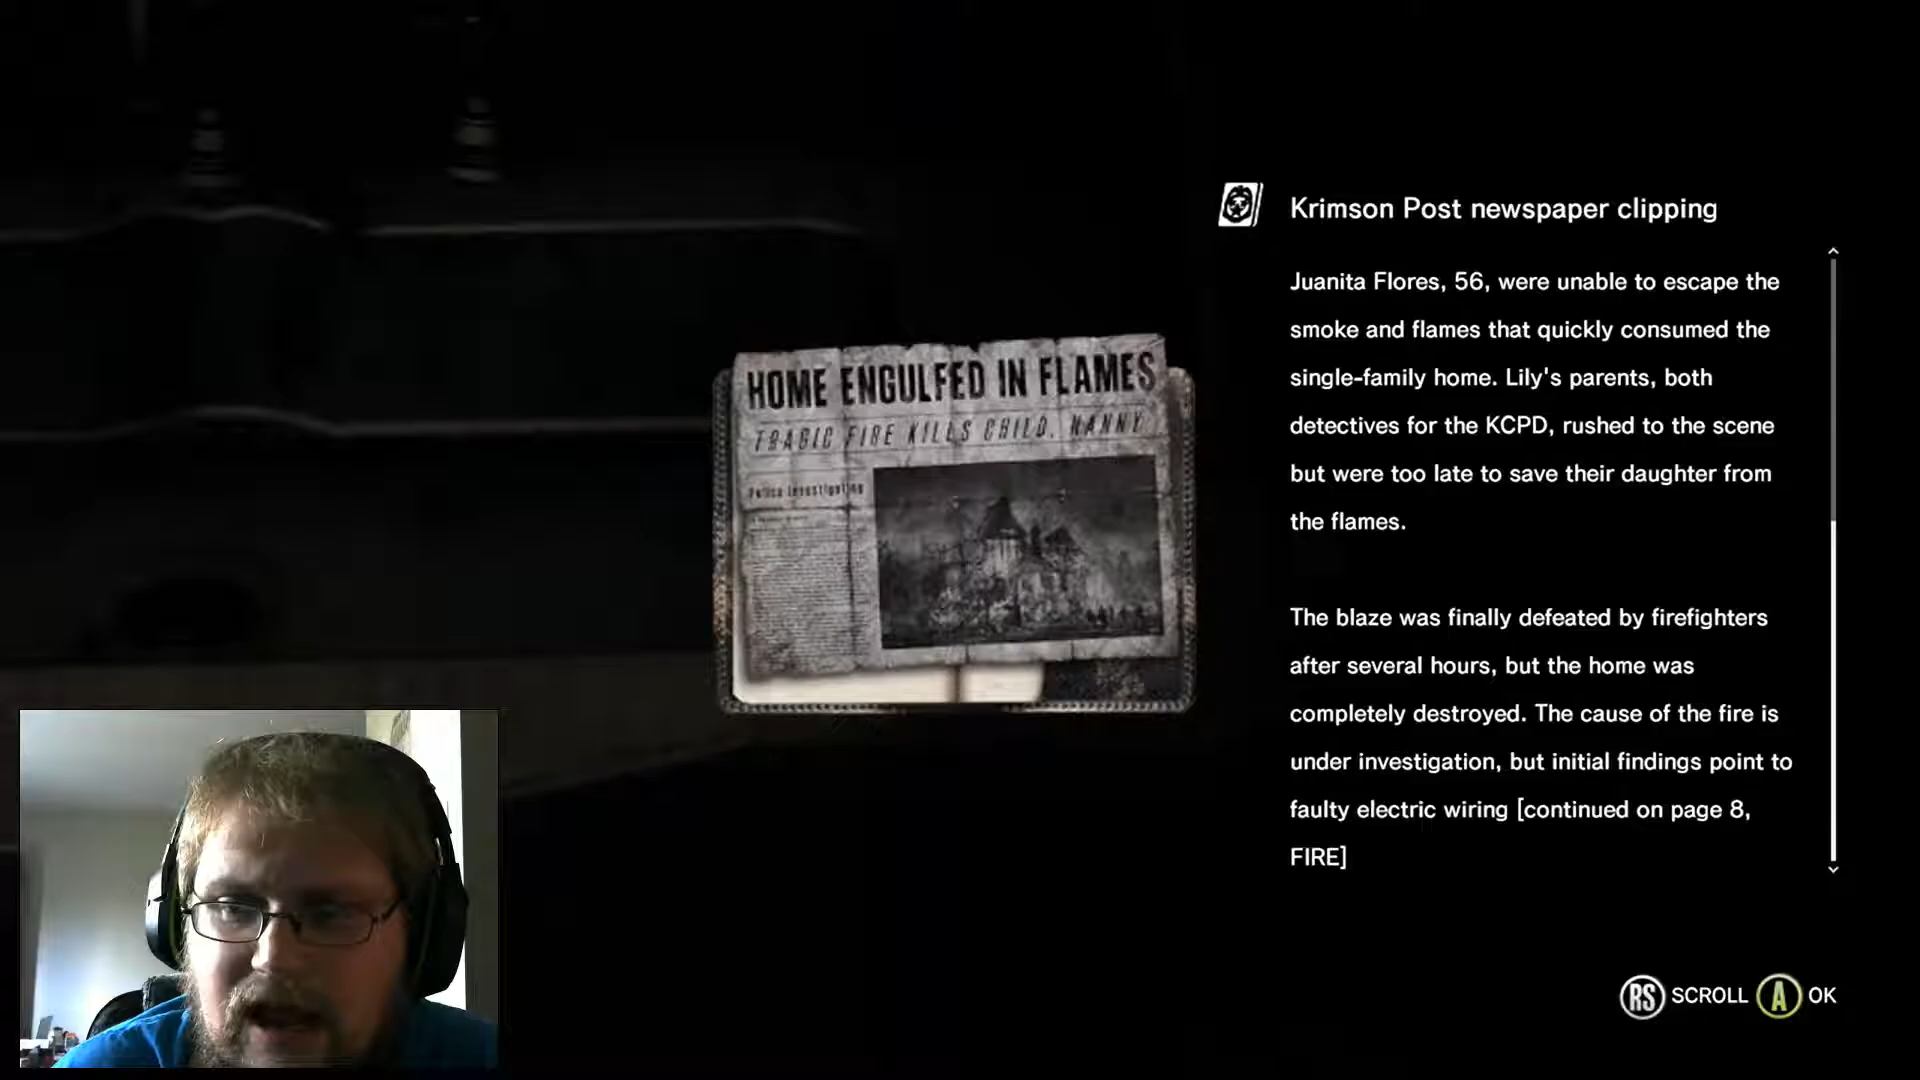 Krimson Post newspaper clipping
HOME ENGULFED IN FLAMES
TRAGIC FIRE KILLS CHILD, NANNY
Police Investigating
Juanita Flores, 56, were unable to escape the
smoke and flames that quickly consumed the
single-family home. Lily's parents, both
detectives for the KCPD, rushed to the scene
but were too late to save their daughter from
the flames.
The blaze was finally defeated by firefighters
after several hours, but the home was
completely destroyed. The cause of the fire is
under investigation, but initial findings point to
faulty electric wiring [continued on page 8,
FIRE]
RS SCROLL A OK